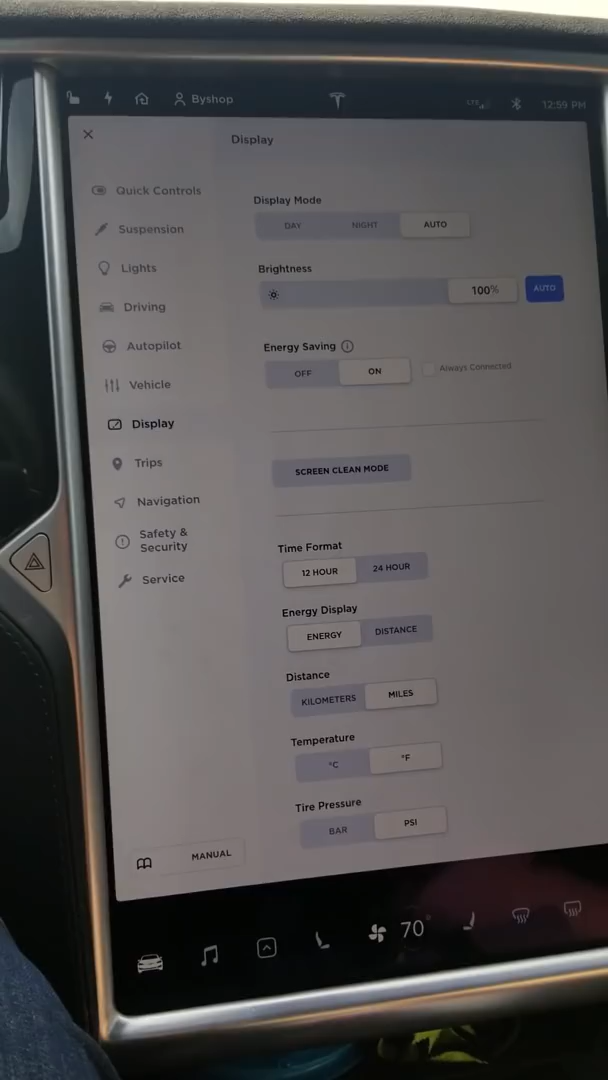 Byshop
LTE
12:59 PM
Display
Quick Controls
Suspension
Lights
Driving
Autopilot
Vehicle
Display
Trips
Navigation
Safety &
Security
Service
MANUAL
Display Mode
DAY NIGHT AUTO
Brightness
100% AUTO
Energy Saving
OFF ON Always Connected
SCREEN CLEAN MODE
Time Format
12 HOUR 24 HOUR
Energy Display
ENERGY DISTANCE
Distance
KILOMETERS MILES
Temperature
°C °F
Tire Pressure
BAR PSI
70°